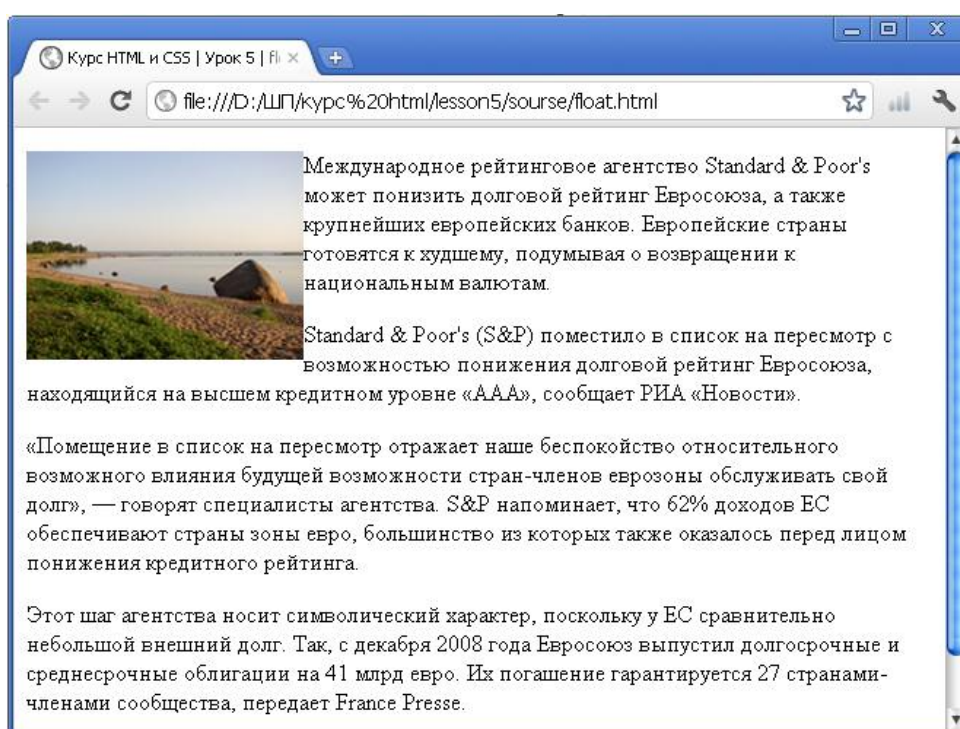 Курс HTML и CSS | Урок 5 | fl
file:///D:/ШП/курс%20html/lesson5/sourse/float.html
Международное рейтинговое агентство Standard & Poor's
может понизить долговой рейтинг Евросоюза, а также
крупнейших европейских банков. Европейские страны
готовятся к худшему, подумывая о возвращении к
национальным валютам.
Standard & Poor's (S&P) поместило в список на пересмотр с
возможностью понижения долговой рейтинг Евросоюза,
находящийся на высшем кредитном уровне «ААА», сообщает РИА «Новости».
«Помещение в список на пересмотр отражает наше беспокойство относительного
возможного влияния будущей возможности стран-членов еврозоны обслуживать свой
долг», — говорят специалисты агентства. S&P напоминает, что 62% доходов ЕС
обеспечивают страны зоны евро, большинство из которых также оказалось перед лицом
понижения кредитного рейтинга.
Этот шаг агентства носит символический характер, поскольку у ЕС сравнительно
небольшой внешний долг. Так, с декабря 2008 года Евросоюз выпустил долгосрочные и
среднесрочные облигации на 41 млрд евро. Их погашение гарантируется 27 странами-
членами сообщества, передает France Presse.